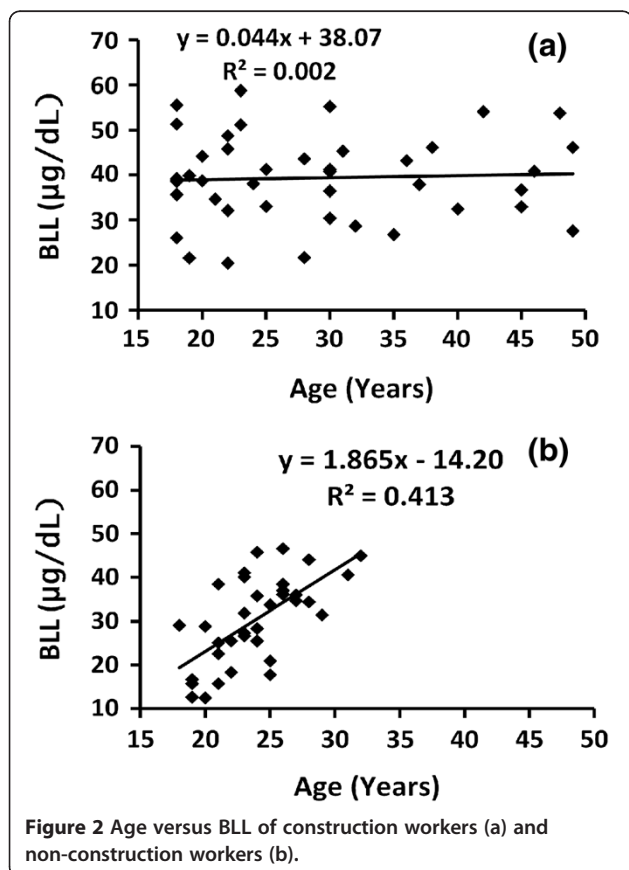 y = 0.044x + 38.07
R² = 0.002
(a)
BLL (µg/dL)
70
60
50
40
30
20
10
15 20 25 30 35 40 45 50
Age (Years)
y = 1.865x - 14.20
R² = 0.413
(b)
BLL (µg/dL)
70
60
50
40
30
20
10
15 20 25 30 35 40 45 50
Age (Years)
Figure 2 Age versus BLL of construction workers (a) and
non-construction workers (b).